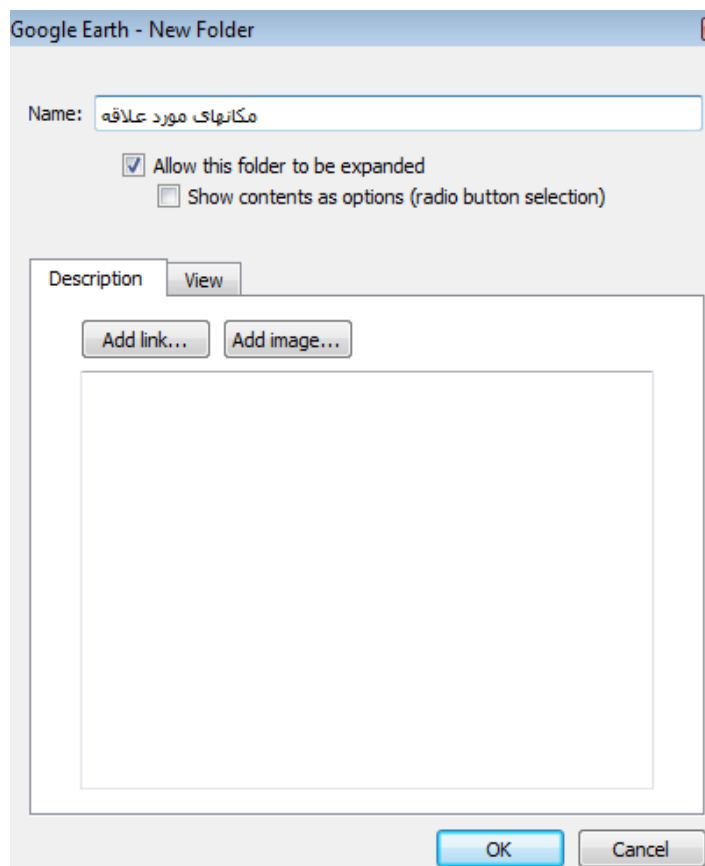 Google Earth - New Folder
Name: مکانهای مورد علاقه
Allow this folder to be expanded
Show contents as options (radio button selection)
Description View
Add link... Add image...
OK Cancel